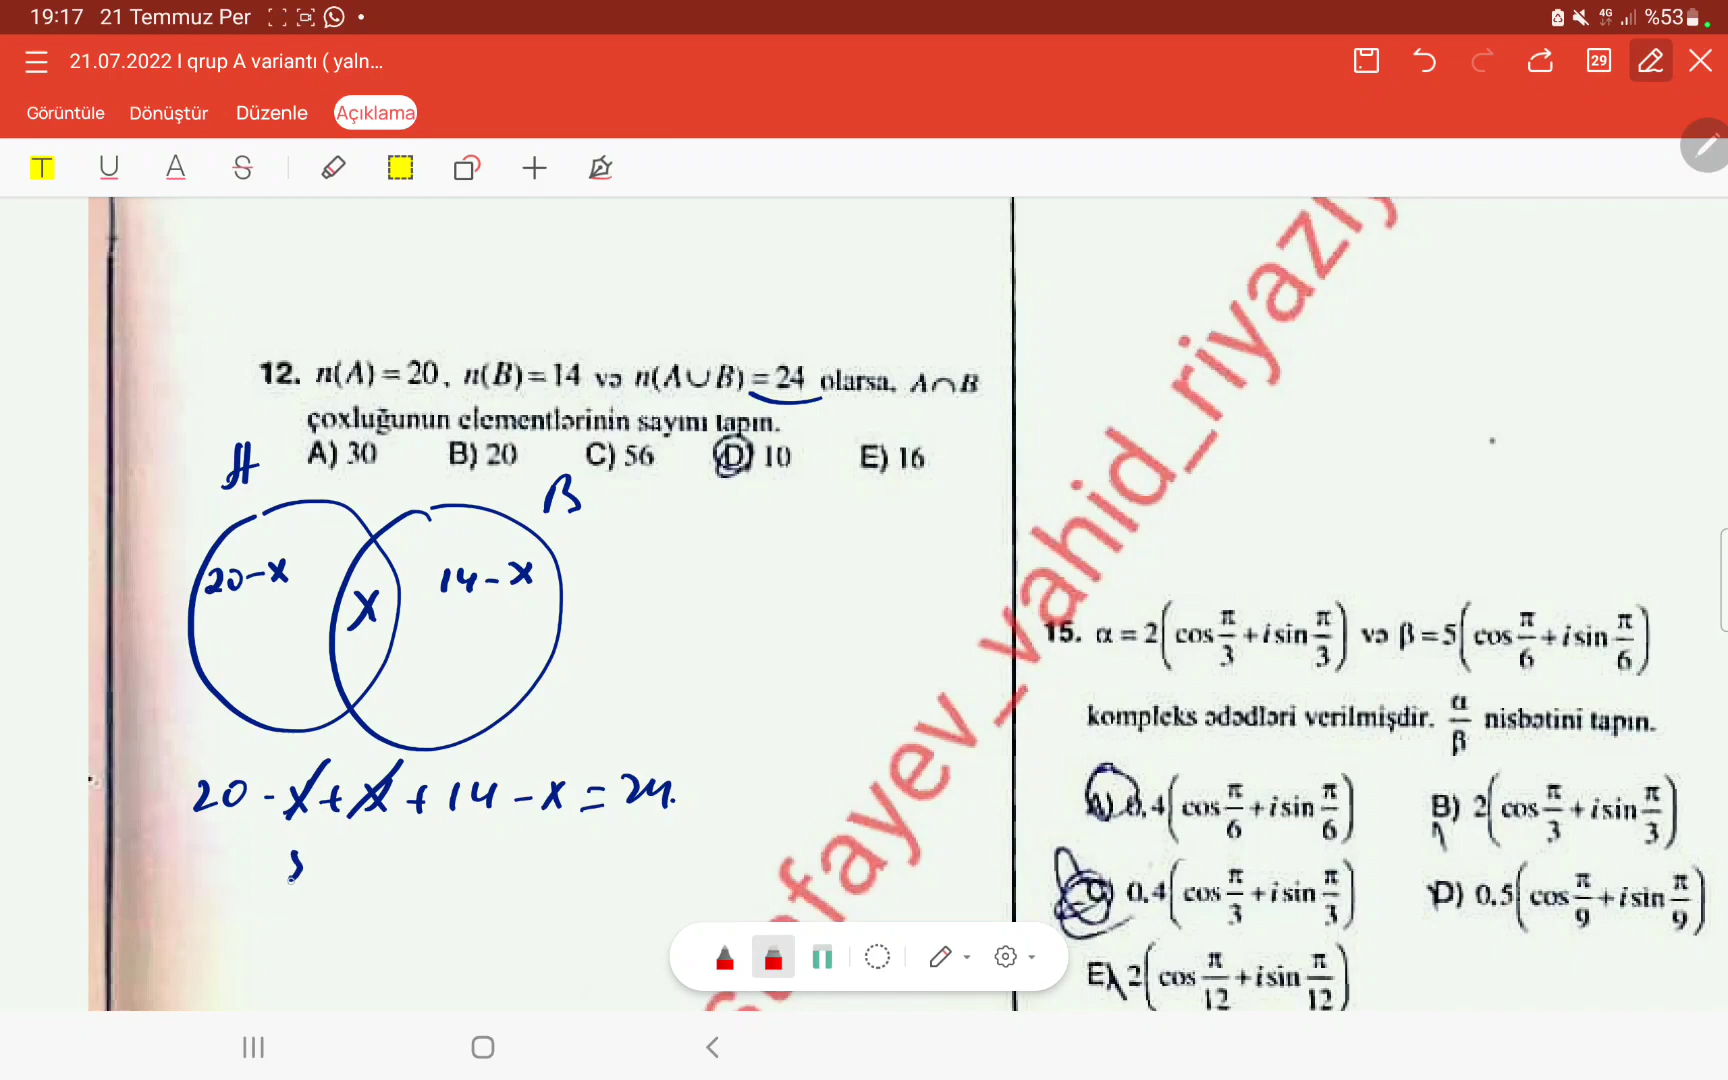 19:17 21 Temmuz Per
4G %53
21.07.2022 I qrup A variantı ( yaln...
29
Görüntüle Dönüştür Düzenle Açıklama
T U A S
12. n(A) = 20, n(B) = 14 və n(A∪B) = 24 olarsa, A∩B
çoxluğunun elementlərinin sayını tapın.
A) 30 B) 20 C) 56 D) 10 E) 16
A B
20-x x 14-x
20 - x + x + 14 - x = 24.
15. α = 2(cos π/3 + i sin π/3) və β = 5(cos π/6 + i sin π/6)
kompleks ədədləri verilmişdir. α/β nisbətini tapın.
A) 0,4(cos π/6 + i sin π/6) B) 2(cos π/3 + i sin π/3)
C) 0.4(cos π/3 + i sin π/3) D) 0.5(cos π/9 + i sin π/9)
E) 2(cos π/12 + i sin π/12)
afayev_vahid_riyaziy